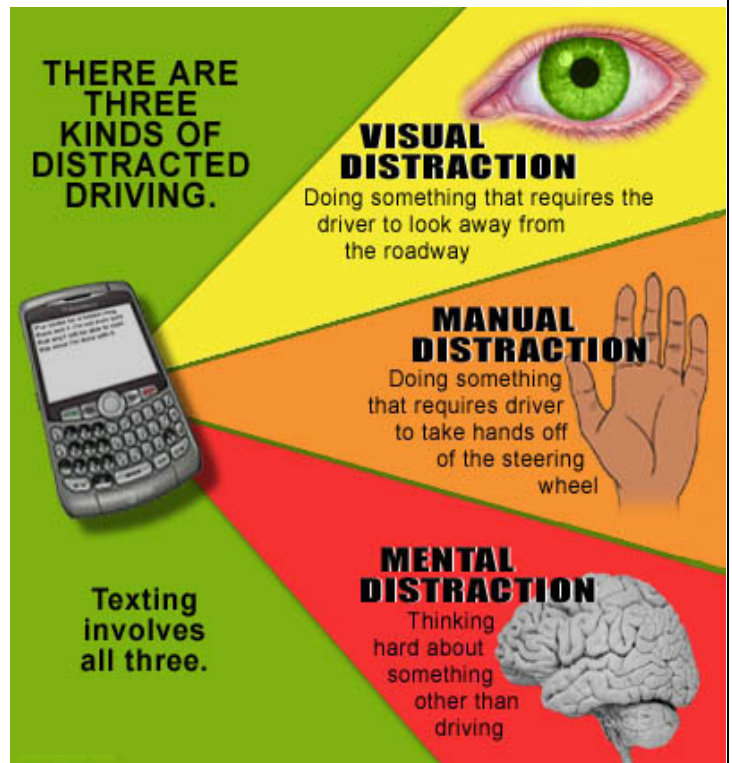 THERE ARE
THREE
KINDS OF
DISTRACTED
DRIVING.
VISUAL
DISTRACTION
Doing something that requires the
driver to look away from
the roadway
MANUAL
DISTRACTION
Doing something
that requires driver
to take hands off
of the steering
wheel
MENTAL
DISTRACTION
Thinking
hard about
something
other than
driving
Texting
involves
all three.